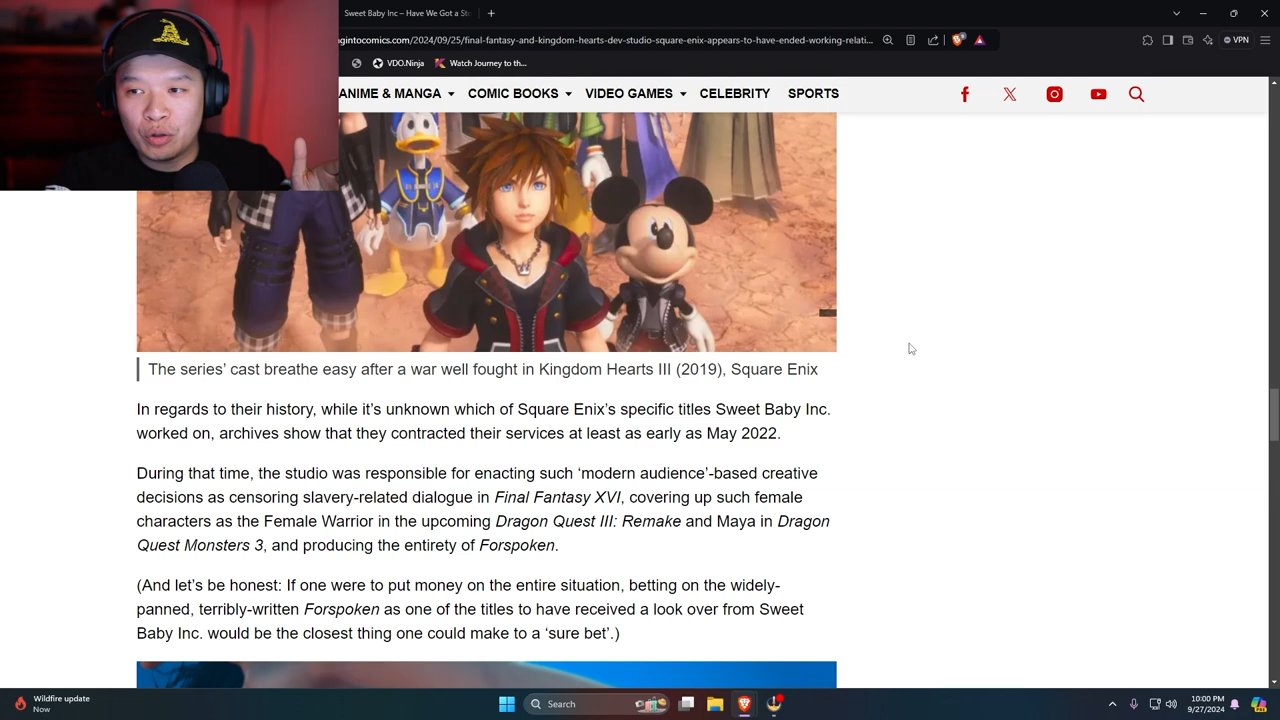 Sweet Baby Inc – Have We Got a St
gintocomics.com/2024/09/25/final-fantasy-and-kingdom-hearts-dev-studio-square-enix-appears-to-have-ended-working-relati...
VPN
VDO.Ninja
Watch Journey to th...
ANIME & MANGA
COMIC BOOKS
VIDEO GAMES
CELEBRITY
SPORTS
The series' cast breathe easy after a war well fought in Kingdom Hearts III (2019), Square Enix
In regards to their history, while it's unknown which of Square Enix's specific titles Sweet Baby Inc.
worked on, archives show that they contracted their services at least as early as May 2022.
During that time, the studio was responsible for enacting such 'modern audience'-based creative
decisions as censoring slavery-related dialogue in Final Fantasy XVI, covering up such female
characters as the Female Warrior in the upcoming Dragon Quest III: Remake and Maya in Dragon
Quest Monsters 3, and producing the entirety of Forspoken.
(And let's be honest: If one were to put money on the entire situation, betting on the widely-
panned, terribly-written Forspoken as one of the titles to have received a look over from Sweet
Baby Inc. would be the closest thing one could make to a 'sure bet'.)
Wildfire update
Now
Search
10:00 PM
9/27/2024